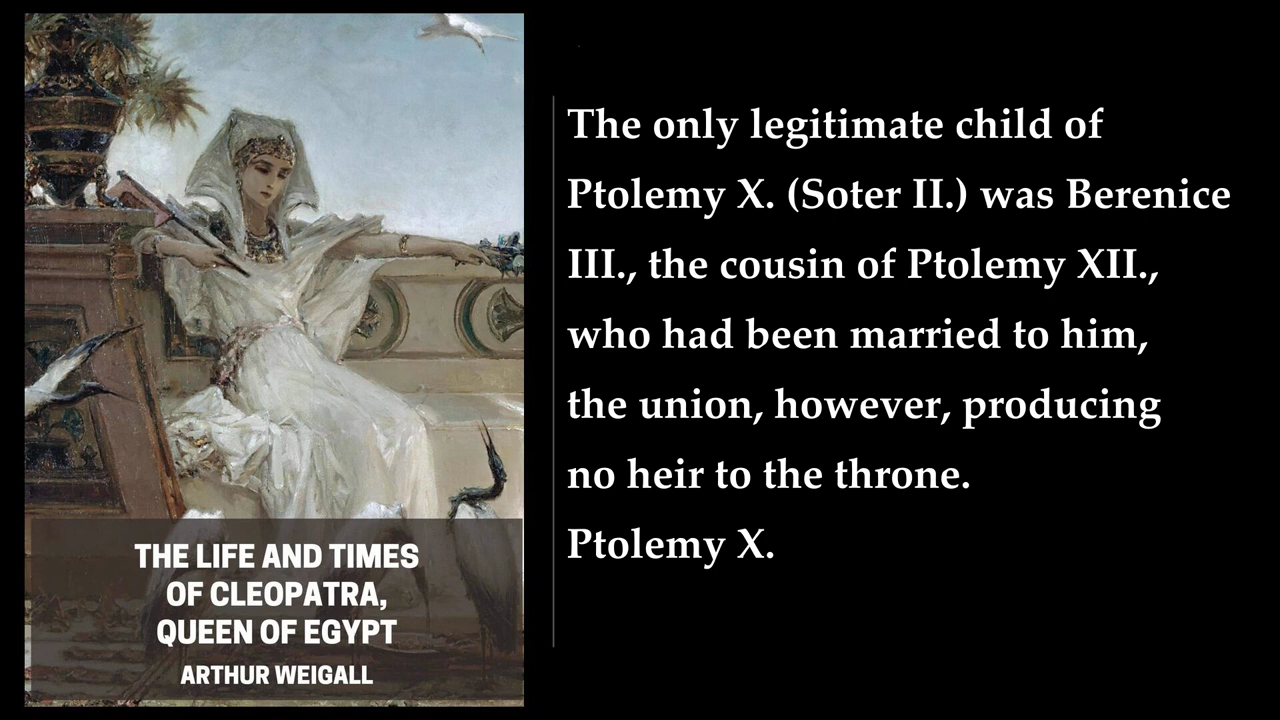 THE LIFE AND TIMES
OF CLEOPATRA,
QUEEN OF EGYPT
ARTHUR WEIGALL
The only legitimate child of
Ptolemy X. (Soter II.) was Berenice
III., the cousin of Ptolemy XII.,
who had been married to him,
the union, however, producing
no heir to the throne.
Ptolemy X.